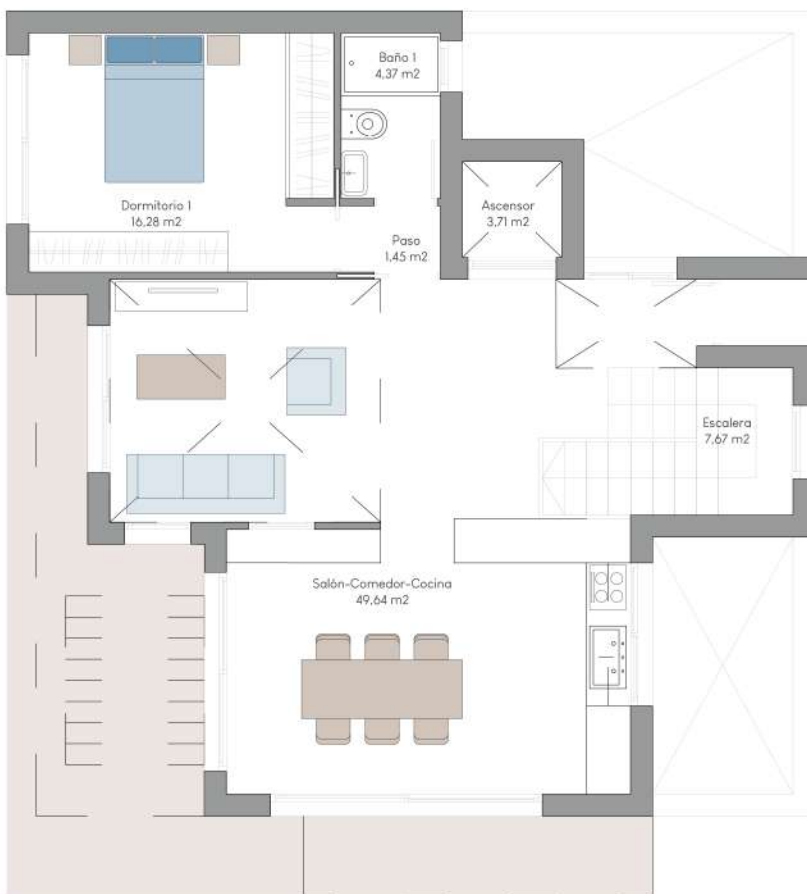 Baño 1
4,37 m2
Dormitorio 1
16,28 m2
Ascensor
3,71 m2
Paso
1,45 m2
Escalera
7,67 m2
Salón-Comedor-Cocina
49,64 m2